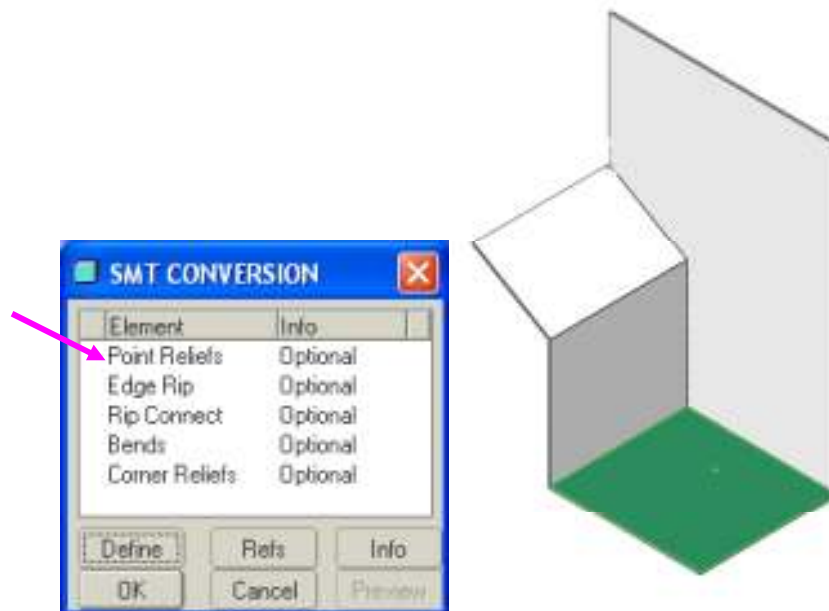 SMT CONVERSION
Element Info
Point Reliefs Optional
Edge Rip Optional
Rip Connect Optional
Bends Optional
Corner Reliefs Optional
Define Refs Info
OK Cancel Preview